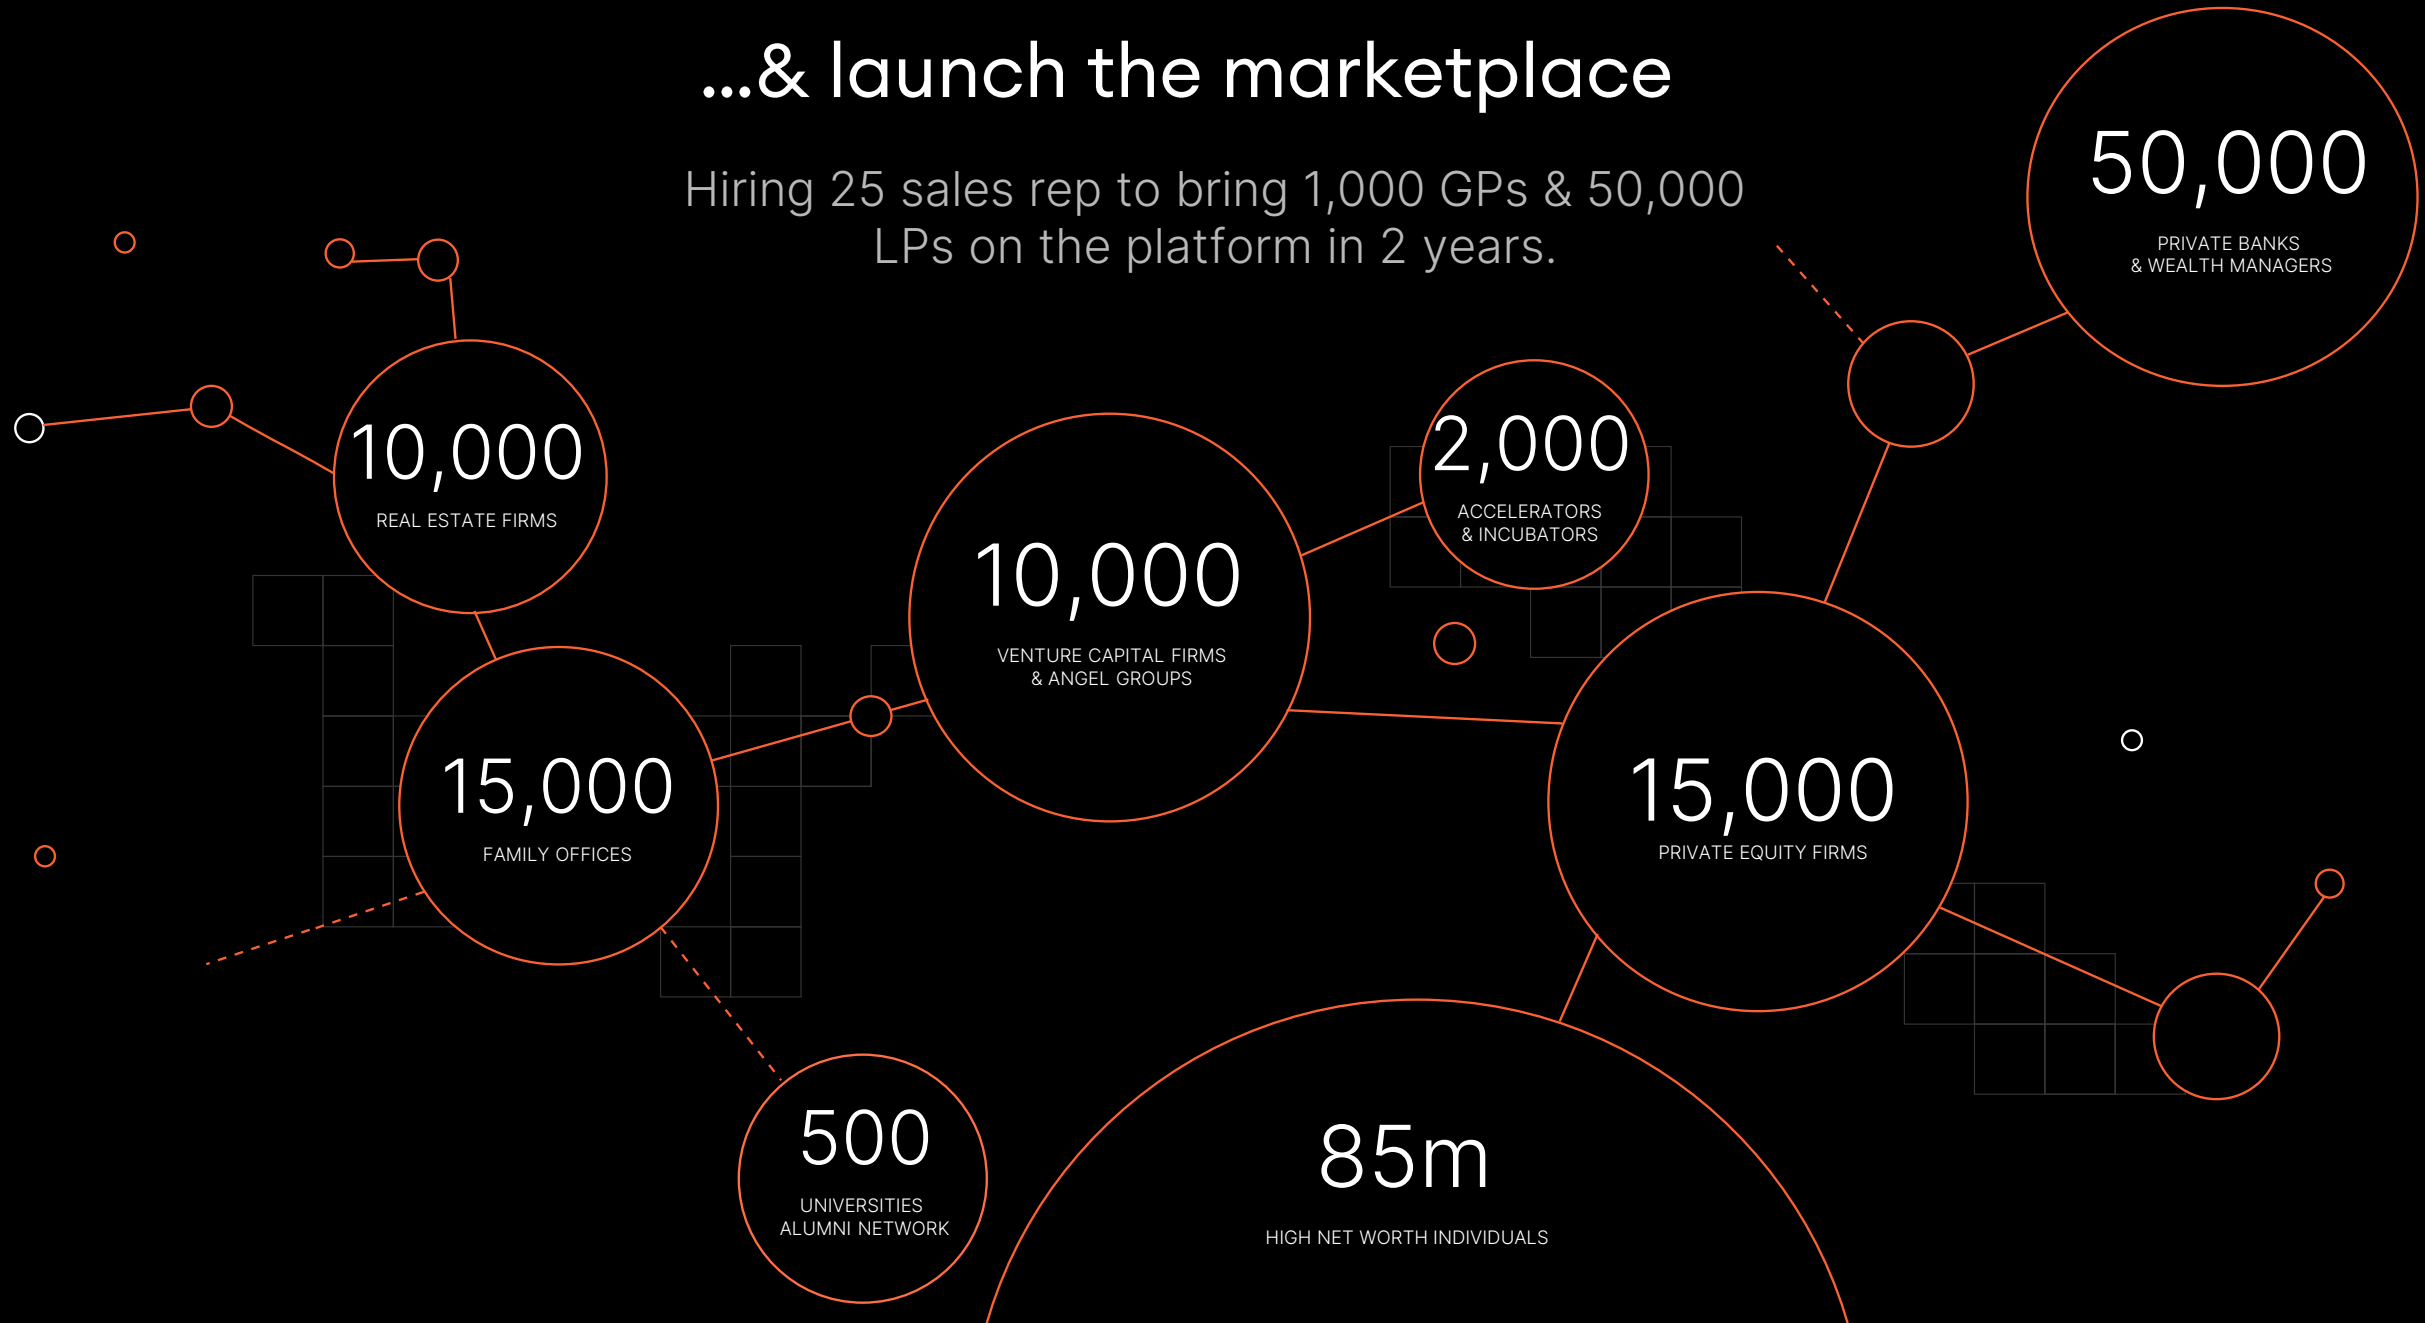 ...& launch the marketplace
Hiring 25 sales rep to bring 1,000 GPs & 50,000
LPs on the platform in 2 years.
50,000
PRIVATE BANKS
& WEALTH MANAGERS
10,000
REAL ESTATE FIRMS
2,000
ACCELERATORS
& INCUBATORS
10,000
VENTURE CAPITAL FIRMS
& ANGEL GROUPS
15,000
FAMILY OFFICES
15,000
PRIVATE EQUITY FIRMS
500
UNIVERSITIES
ALUMNI NETWORK
85m
HIGH NET WORTH INDIVIDUALS